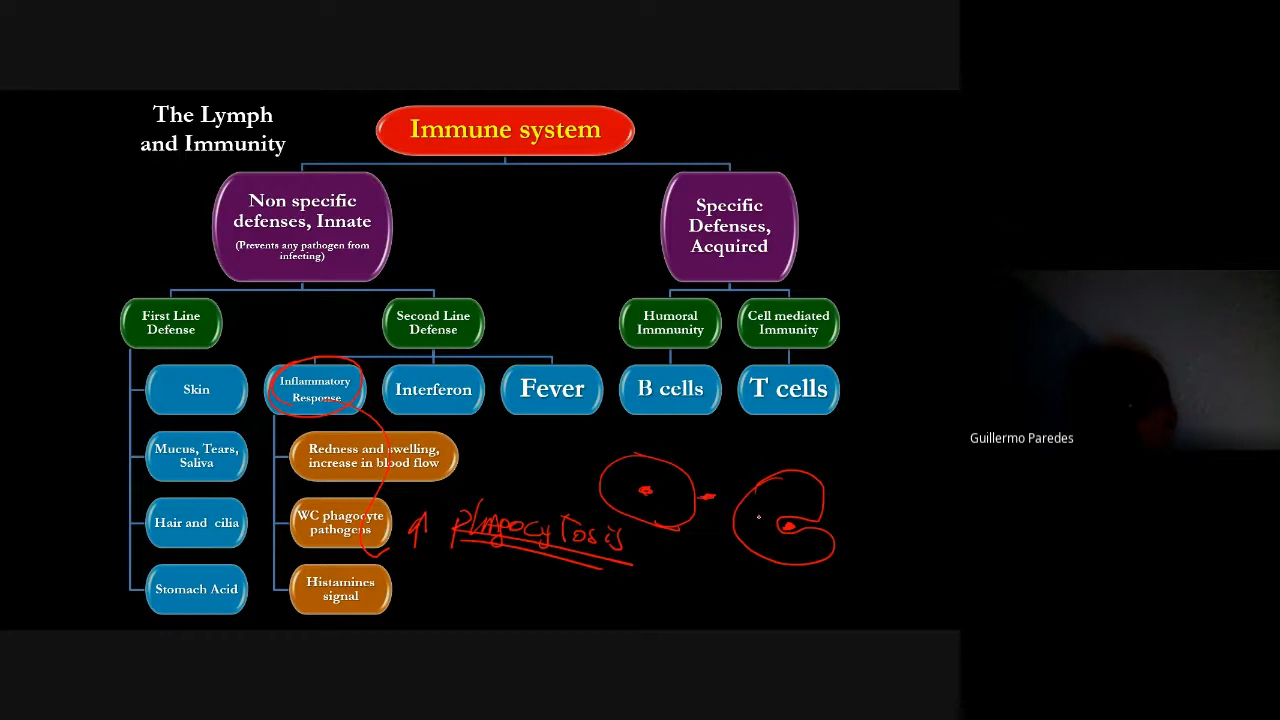 The Lymph
and Immunity
Immune system
Non specific
defenses, Innate
(Prevents any pathogen from
infecting)
Specific
Defenses,
Acquired
First Line
Defense
Second Line
Defense
Humoral
Immnunity
Cell mediated
Immunity
Skin
Inflammatory
Response
Interferon
Fever
B cells
T cells
Mucus, Tears,
Saliva
Redness and swelling,
increase in blood flow
Hair and cilia
WC phagocyte
pathogens
Phagocytosis
Stomach Acid
Histamines
signal
Guillermo Paredes